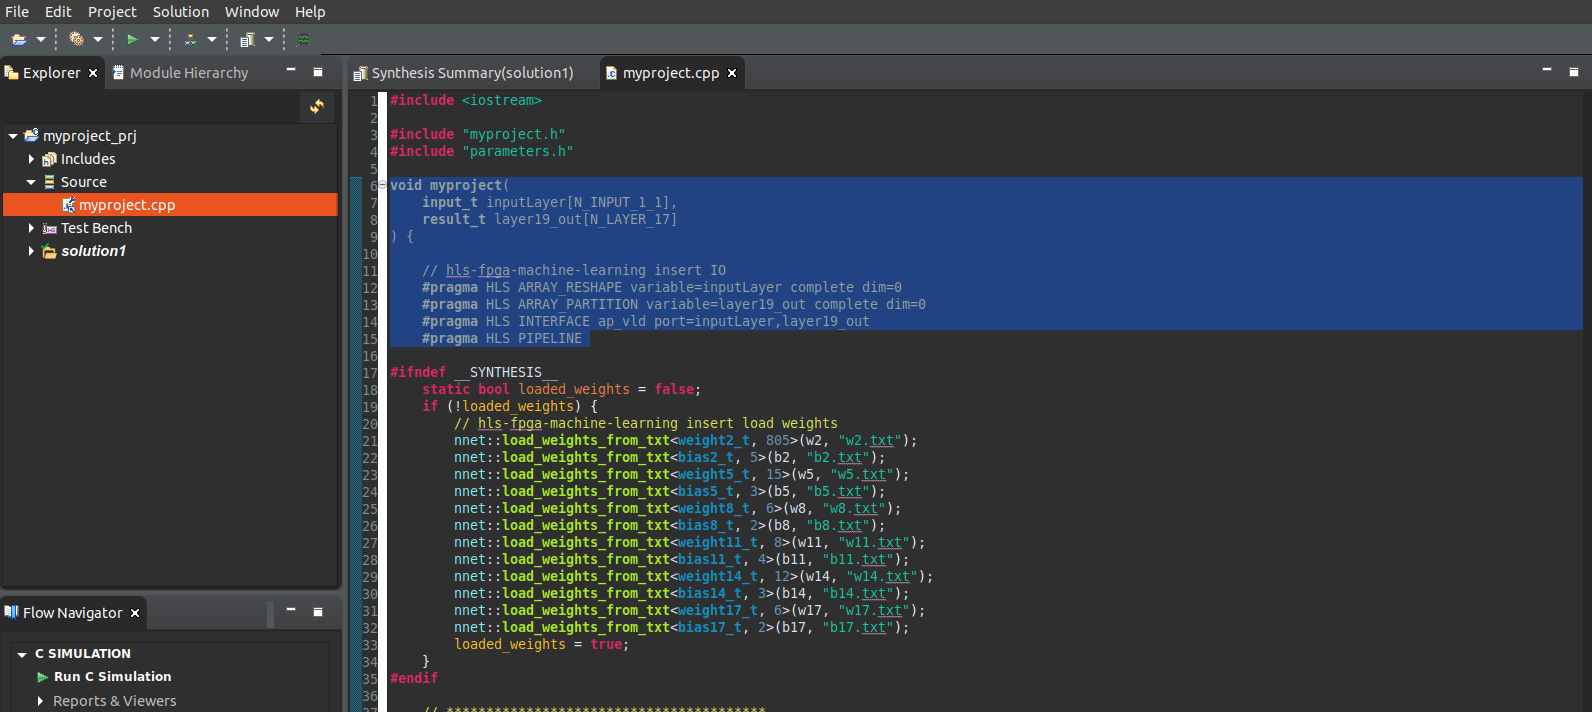 File Edit Project Solution Window Help
Explorer
Module Hierarchy
myproject_prj
Includes
Source
myproject.cpp
Test Bench
solution1
Flow Navigator
C SIMULATION
Run C Simulation
Reports & Viewers
Synthesis Summary(solution1)
myproject.cpp
1 #include <iostream>
2
3 #include "myproject.h"
4 #include "parameters.h"
5
6 void myproject(
7 input_t inputLayer[N_INPUT_1_1],
8 result_t layer19_out[N_LAYER_17]
9 ) {
10
11 // hls-fpga-machine-learning insert IO
12 #pragma HLS ARRAY_RESHAPE variable=inputLayer complete dim=0
13 #pragma HLS ARRAY_PARTITION variable=layer19_out complete dim=0
14 #pragma HLS INTERFACE ap_vld port=inputLayer,layer19_out
15 #pragma HLS PIPELINE
16
17 #ifndef __SYNTHESIS__
18 static bool loaded_weights = false;
19 if (!loaded_weights) {
20 // hls-fpga-machine-learning insert load weights
21 nnet::load_weights_from_txt<weight2_t, 805>(w2, "w2.txt");
22 nnet::load_weights_from_txt<bias2_t, 5>(b2, "b2.txt");
23 nnet::load_weights_from_txt<weight5_t, 15>(w5, "w5.txt");
24 nnet::load_weights_from_txt<bias5_t, 3>(b5, "b5.txt");
25 nnet::load_weights_from_txt<weight8_t, 6>(w8, "w8.txt");
26 nnet::load_weights_from_txt<bias8_t, 2>(b8, "b8.txt");
27 nnet::load_weights_from_txt<weight11_t, 8>(w11, "w11.txt");
28 nnet::load_weights_from_txt<bias11_t, 4>(b11, "b11.txt");
29 nnet::load_weights_from_txt<weight14_t, 12>(w14, "w14.txt");
30 nnet::load_weights_from_txt<bias14_t, 3>(b14, "b14.txt");
31 nnet::load_weights_from_txt<weight17_t, 6>(w17, "w17.txt");
32 nnet::load_weights_from_txt<bias17_t, 2>(b17, "b17.txt");
33 loaded_weights = true;
34 }
35 #endif
36
37 // ****************************************